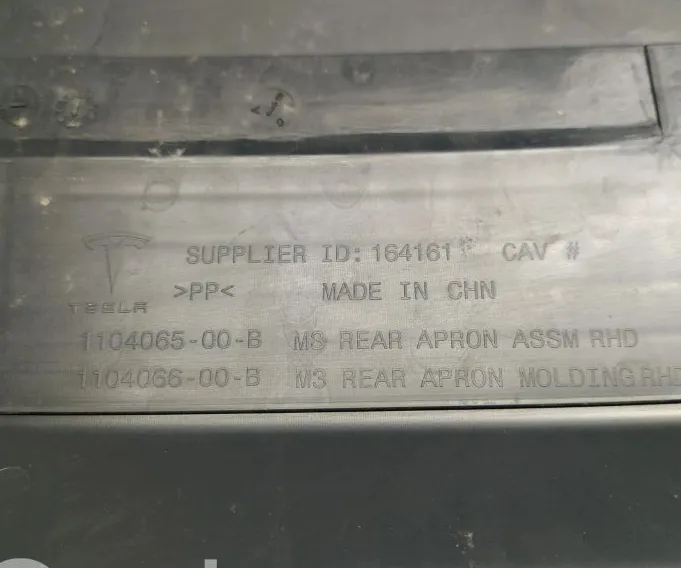 SUPPLIER ID: 164161 CAV #
TESLA >PP< MADE IN CHN
1104065-00-B M3 REAR APRON ASSM RHD
1104066-00-B M3 REAR APRON MOLDING RHD